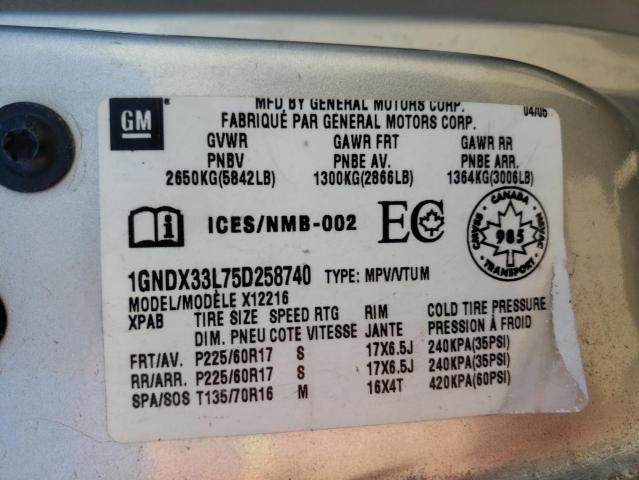 GM
MFD BY GENERAL MOTORS CORP. 04/05
FABRIQUÉ PAR GENERAL MOTORS CORP.
GVWR GAWR FRT GAWR RR
PNBV PNBE AV. PNBE ARR.
2650KG(5842LB) 1300KG(2866LB) 1364KG(3006LB)
i ICES/NMB-002 EC CANADA CMVSS NSVAC 985 TRANSPORT
1GNDX33L75D258740 TYPE: MPV/VTUM
MODEL/MODÈLE X12216
XPAB TIRE SIZE SPEED RTG RIM COLD TIRE PRESSURE
DIM. PNEU COTE VITESSE JANTE PRESSION À FROID
FRT/AV. P225/60R17 S 17X6.5J 240KPA(35PSI)
RR/ARR. P225/60R17 S 17X6.5J 240KPA(35PSI)
SPA/SOS T135/70R16 M 16X4T 420KPA(60PSI)